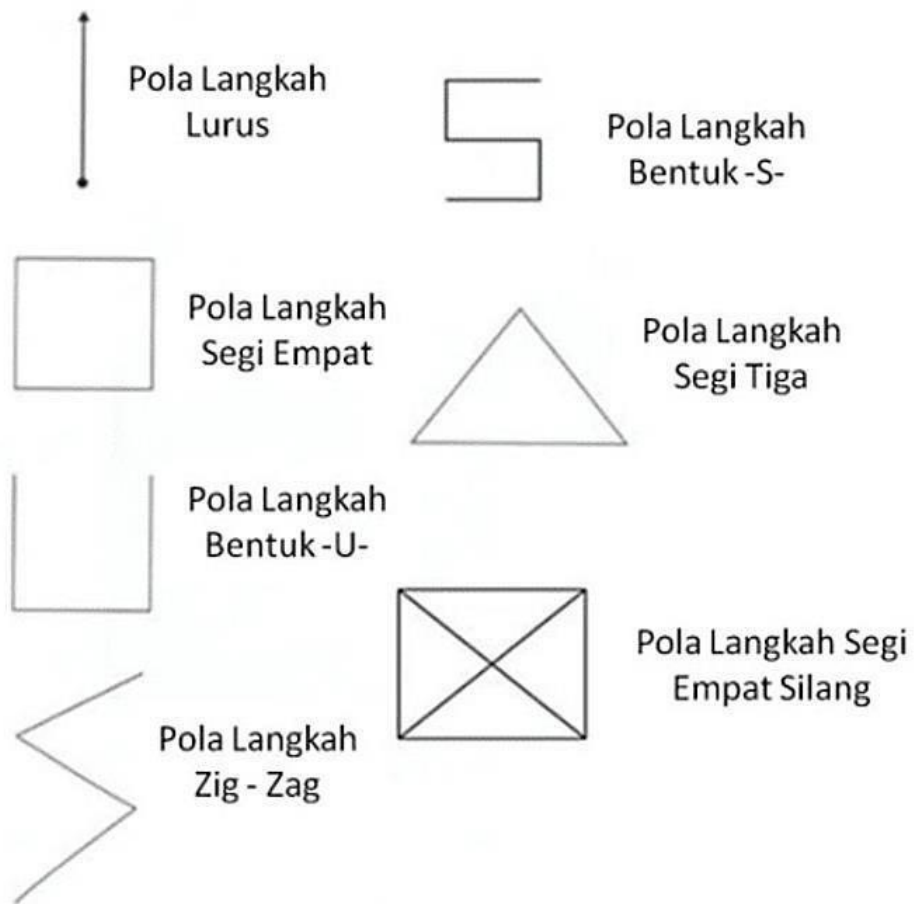 Pola Langkah
Lurus
Pola Langkah
Bentuk -S-
Pola Langkah
Segi Empat
Pola Langkah
Segi Tiga
Pola Langkah
Bentuk -U-
Pola Langkah Segi
Empat Silang
Pola Langkah
Zig - Zag